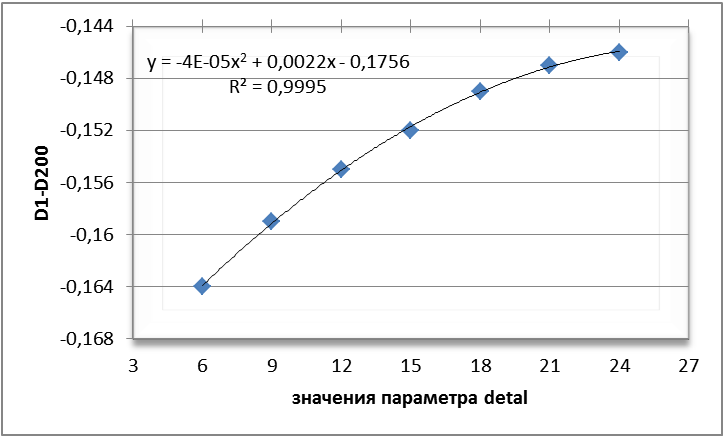 -0,144
y = -4E-05x² + 0,0022x - 0,1756
R² = 0,9995
-0,148
-0,152
-0,156
-0,16
-0,164
-0,168
D1-D200
3 6 9 12 15 18 21 24 27
значения параметра detal